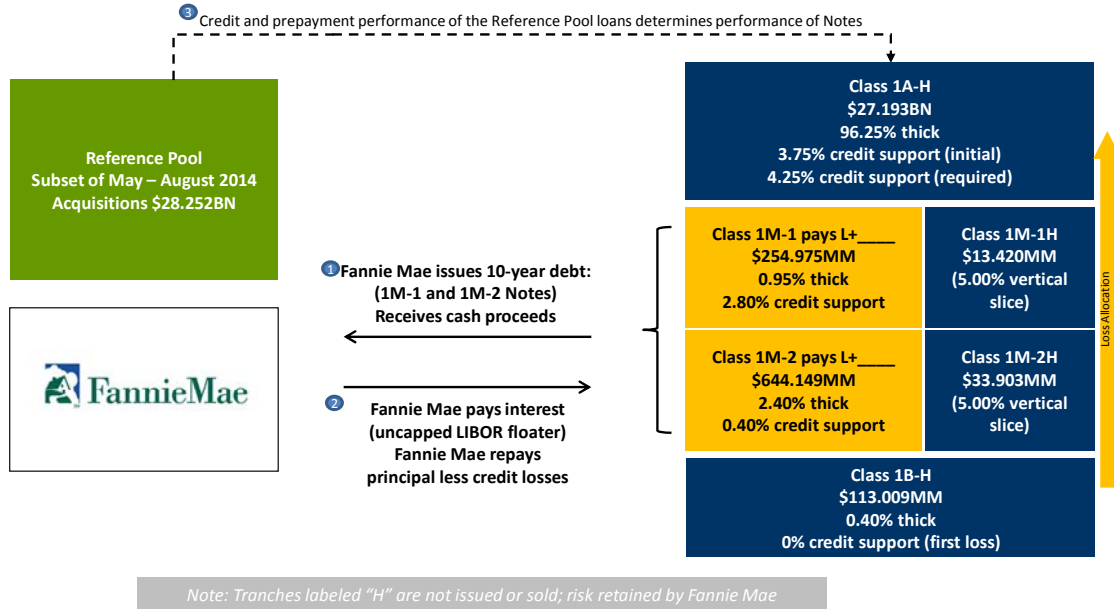 3 Credit and prepayment performance of the Reference Pool loans determines performance of Notes
Reference Pool
Subset of May – August 2014
Acquisitions $28.252BN
Class 1A-H
$27.193BN
96.25% thick
3.75% credit support (initial)
4.25% credit support (required)
1 Fannie Mae issues 10-year debt:
(1M-1 and 1M-2 Notes)
Receives cash proceeds
Class 1M-1 pays L+____
$254.975MM
0.95% thick
2.80% credit support
Class 1M-1H
$13.420MM
(5.00% vertical
slice)
Loss Allocation
FannieMae
2
Fannie Mae pays interest
(uncapped LIBOR floater)
Fannie Mae repays
principal less credit losses
Class 1M-2 pays L+____
$644.149MM
2.40% thick
0.40% credit support
Class 1M-2H
$33.903MM
(5.00% vertical
slice)
Class 1B-H
$113.009MM
0.40% thick
0% credit support (first loss)
Note: Tranches labeled “H” are not issued or sold; risk retained by Fannie Mae